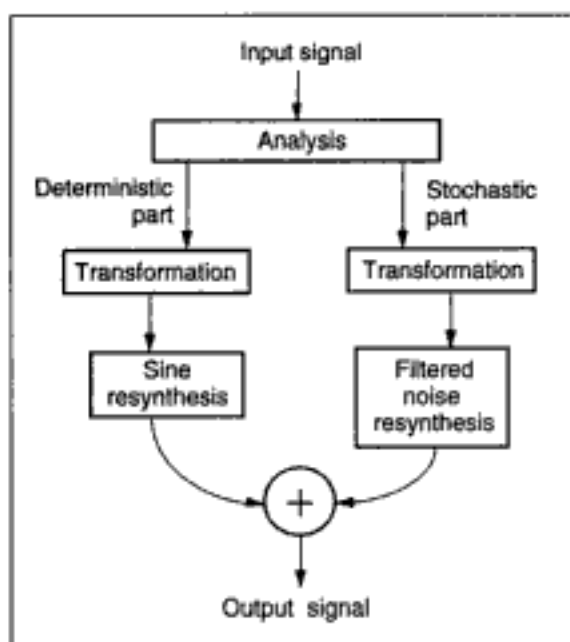 Input signal
Analysis
Deterministic
part
Stochastic
part
Transformation
Transformation
Sine
resynthesis
Filtered
noise
resynthesis
+
Output signal